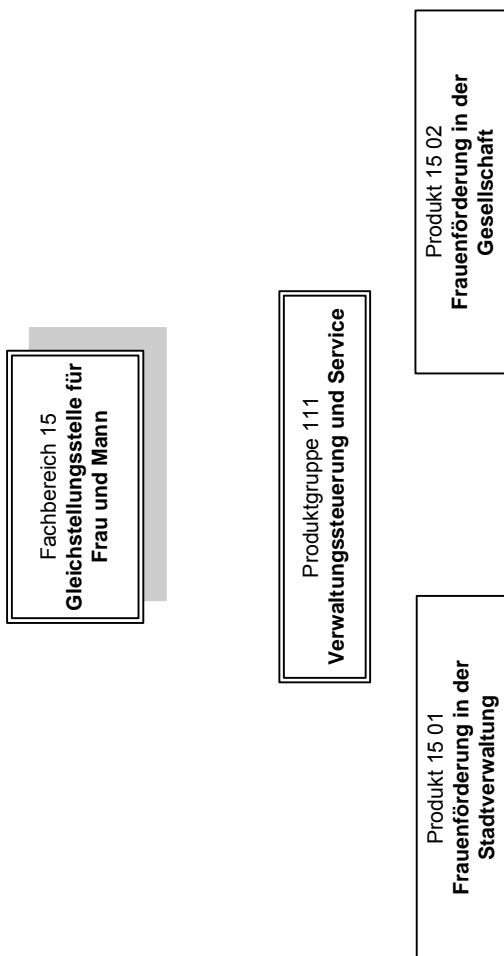 Fachbereich 15
Gleichstellungsstelle für
Frau und Mann
Produktgruppe 111
Verwaltungssteuerung und Service
Produkt 15 01
Frauenförderung in der
Stadtverwaltung
Produkt 15 02
Frauenförderung in der
Gesellschaft